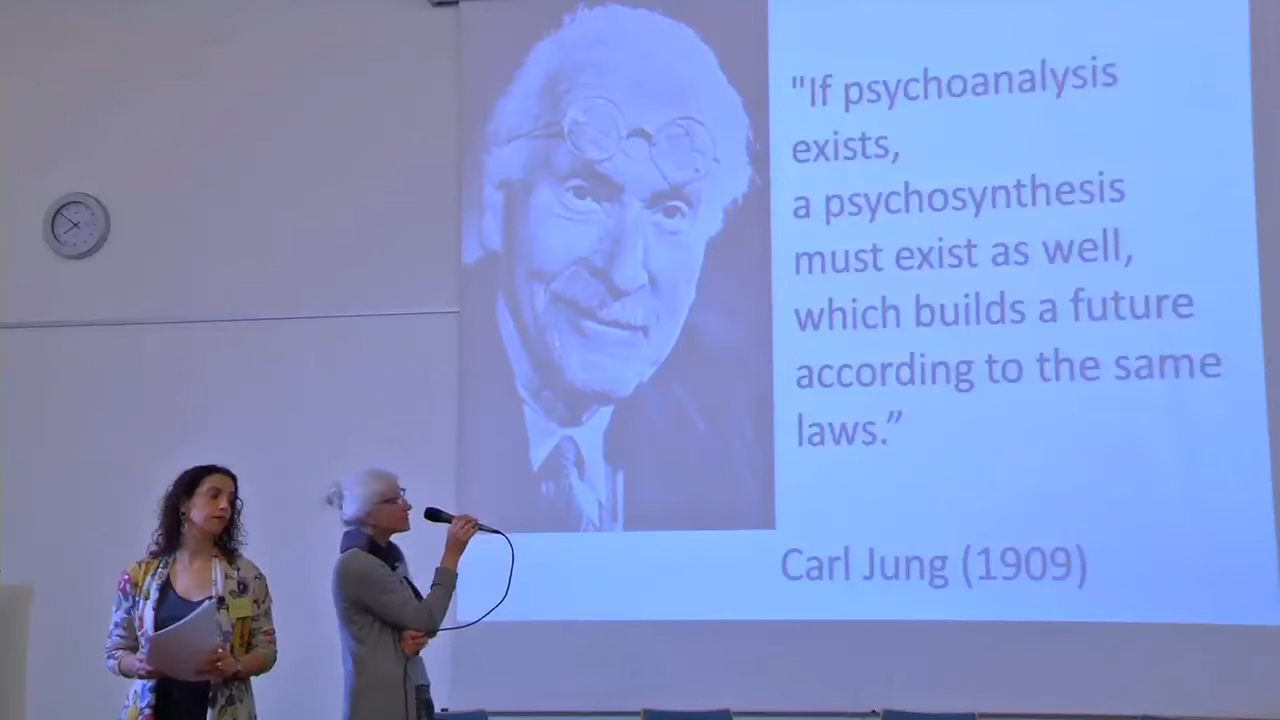 "If psychoanalysis
exists,
a psychosynthesis
must exist as well,
which builds a future
according to the same
laws.”
Carl Jung (1909)